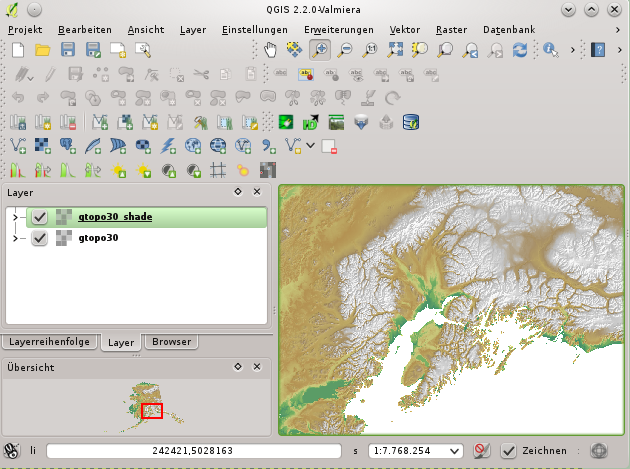 QGIS 2.2.0-Valmiera
Projekt Bearbeiten Ansicht Layer Einstellungen Erweiterungen Vektor Raster Datenbank
Layer
gtopo30_shade
gtopo30
Layerreihenfolge Layer Browser
Übersicht
li 242421,5028163 s 1:7.768.254 Zeichnen